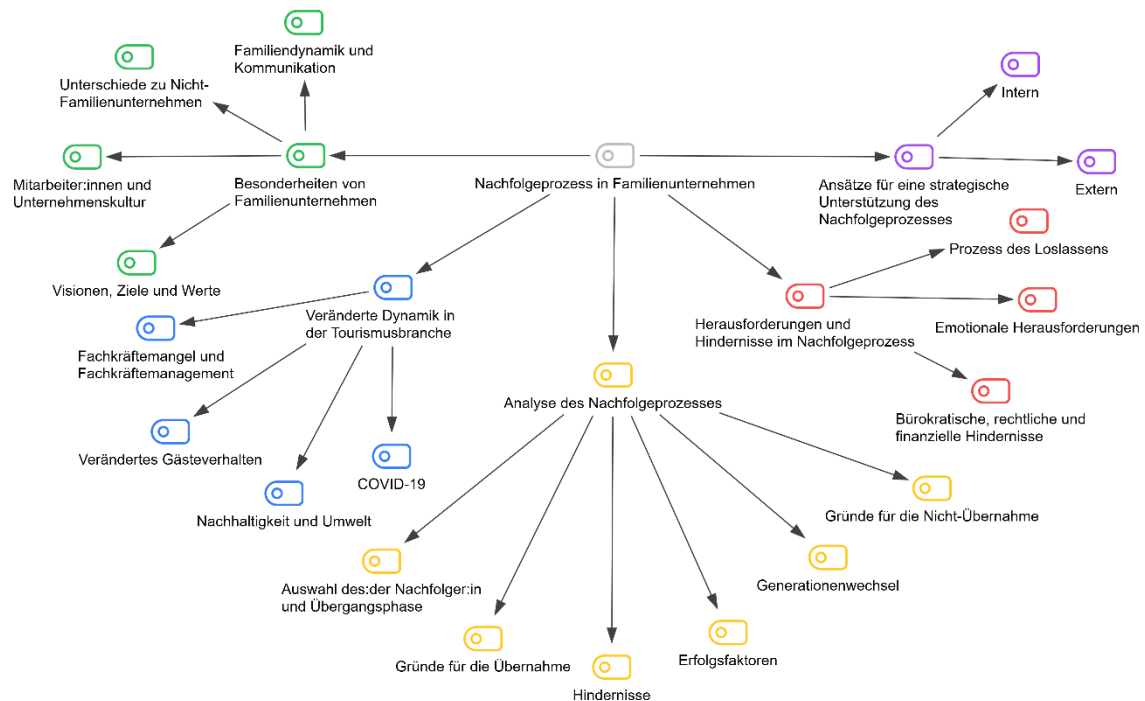 Familiendynamik und
Kommunikation
Unterschiede zu Nicht-
Familienunternehmen
Intern
Mitarbeiter:innen und
Unternehmenskultur
Besonderheiten von
Familienunternehmen
Nachfolgeprozess in Familienunternehmen
Ansätze für eine strategische
Unterstützung des
Nachfolgeprozesses
Extern
Prozess des Loslassens
Visionen, Ziele und Werte
Veränderte Dynamik in
der Tourismusbranche
Herausforderungen und
Hindernisse im Nachfolgeprozess
Emotionale Herausforderungen
Fachkräftemangel und
Fachkräftemanagement
Analyse des Nachfolgeprozesses
Bürokratische, rechtliche und
finanzielle Hindernisse
Verändertes Gästeverhalten
COVID-19
Nachhaltigkeit und Umwelt
Gründe für die Nicht-Übernahme
Auswahl des:der Nachfolger:in
und Übergangsphase
Generationenwechsel
Gründe für die Übernahme
Erfolgsfaktoren
Hindernisse